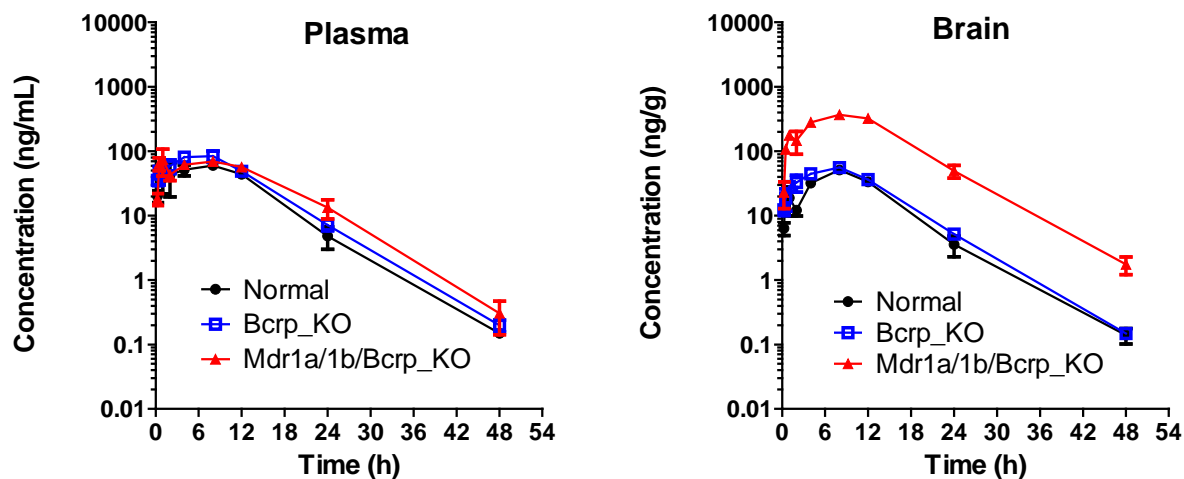 Plasma
Concentration (ng/mL)
10000
1000
100
10
1
0.1
0.01
Normal
Bcrp_KO
Mdr1a/1b/Bcrp_KO
0 6 12 18 24 30 36 42 48 54
Time (h)
Brain
Concentration (ng/g)
10000
1000
100
10
1
0.1
0.01
Normal
Bcrp_KO
Mdr1a/1b/Bcrp_KO
0 6 12 18 24 30 36 42 48 54
Time (h)